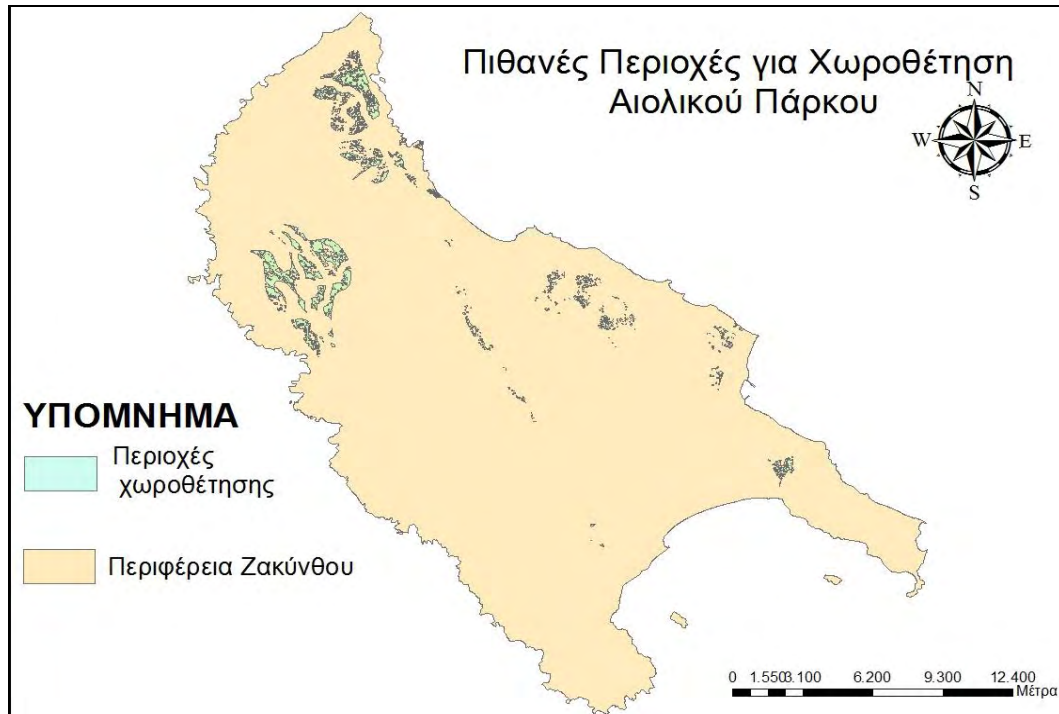 Πιθανές Περιοχές για Χωροθέτηση
Αιολικού Πάρκου
N
W E
S
ΥΠΟΜΝΗΜΑ
Περιοχές
χωροθέτησης
Περιφέρεια Ζακύνθου
0 1.550 3.100 6.200 9.300 12.400
Μέτρα